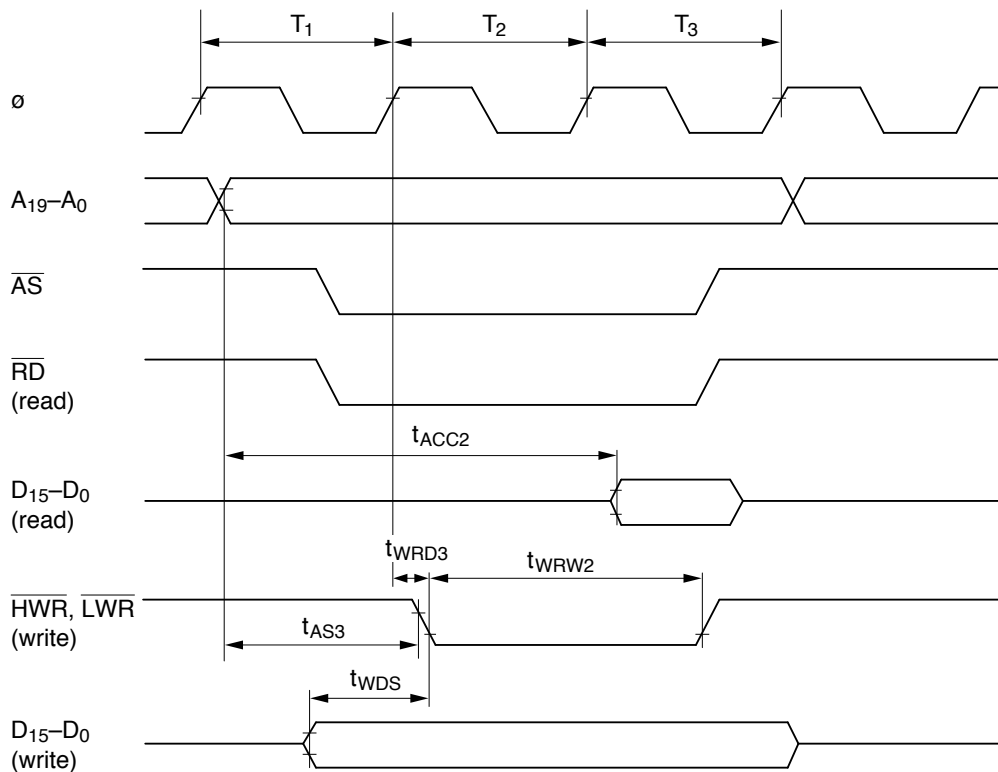 T1 T2 T3
ø
A19–A0
AS
RD
(read)
tACC2
D15–D0
(read)
tWRD3 tWRW2
HWR, LWR
(write)
tAS3
tWDS
D15–D0
(write)